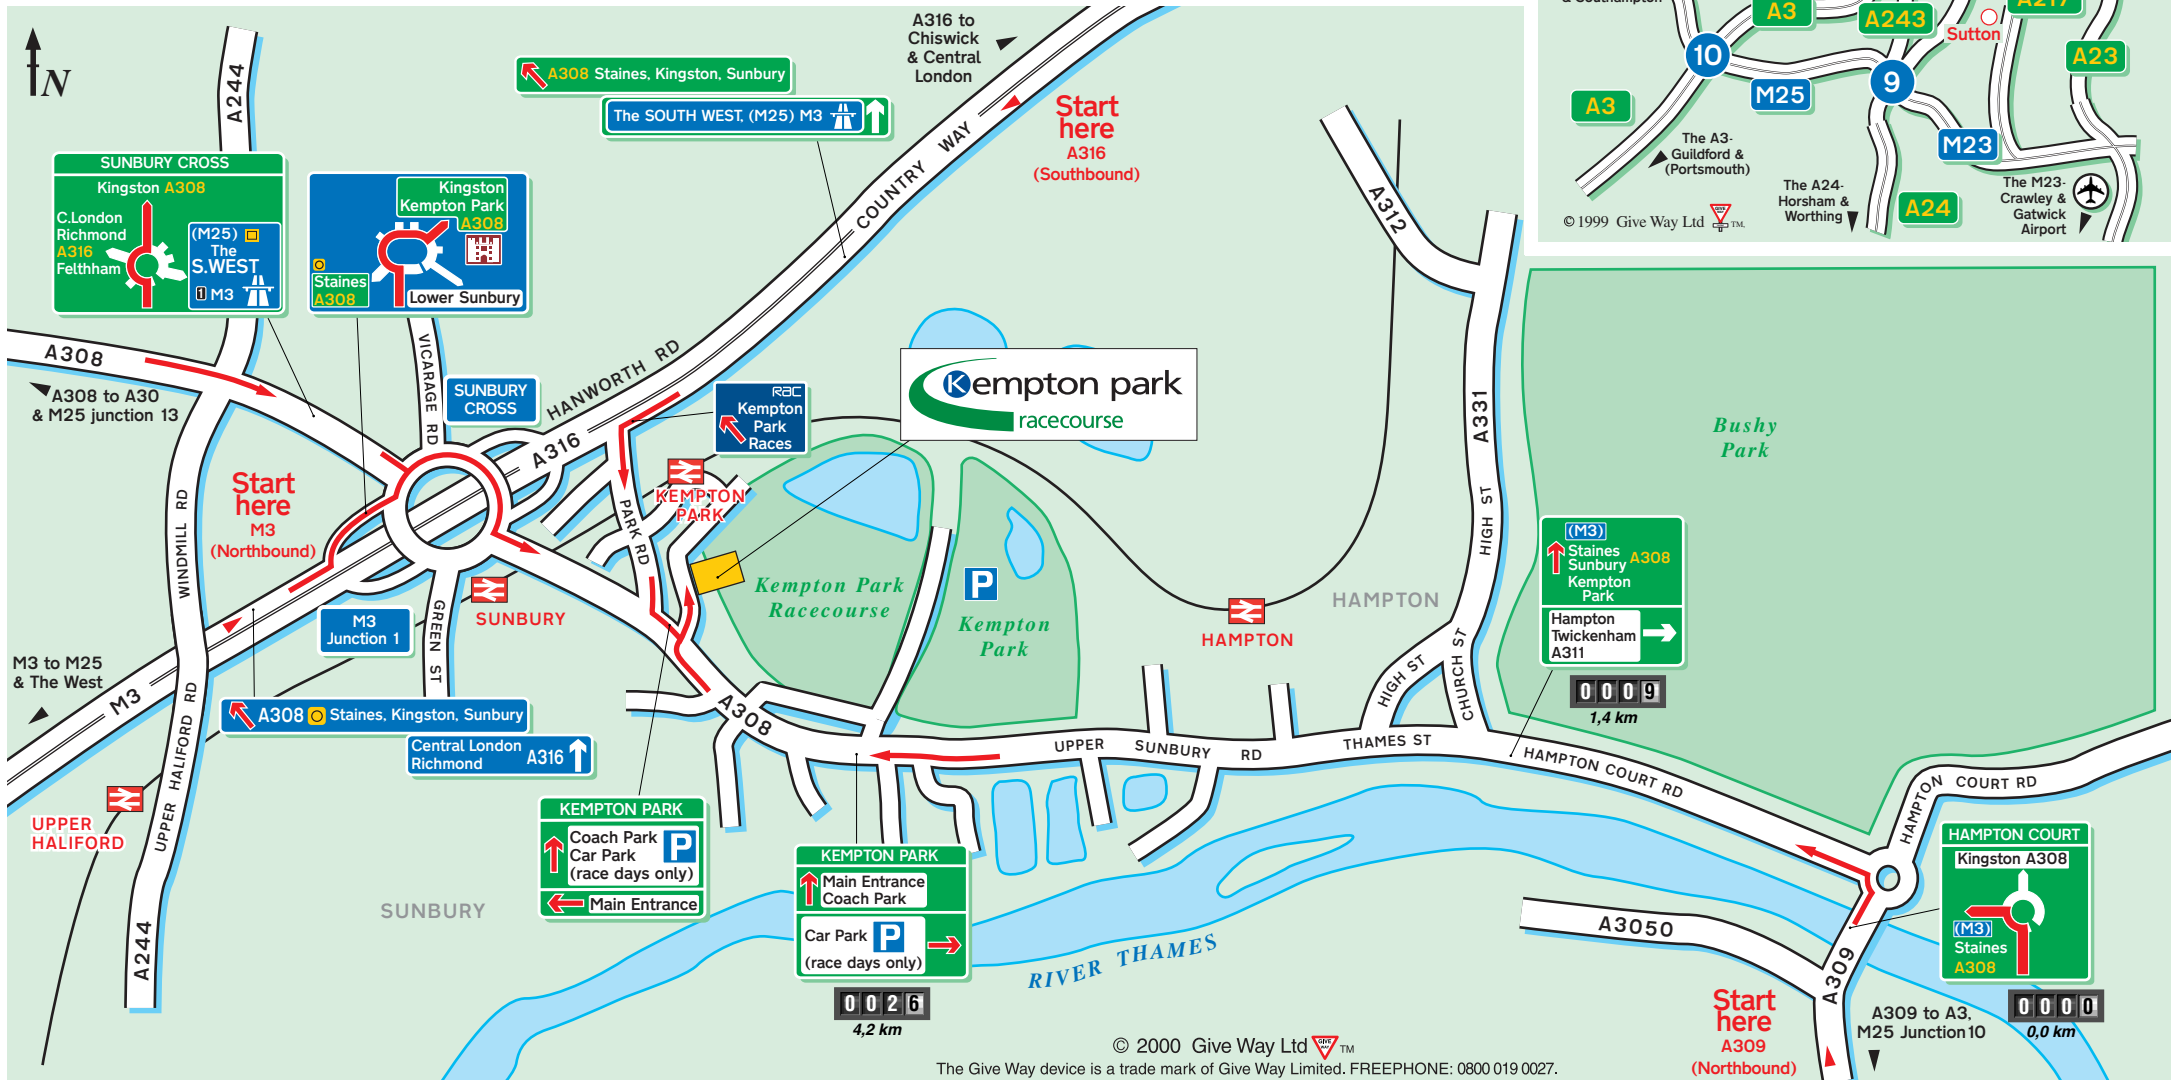 N
A244
A316 to
Chiswick
& Central
London
A308 Staines, Kingston, Sunbury
The SOUTH WEST, (M25) M3
Start
here
A316
(Southbound)
COUNTRY WAY
SUNBURY CROSS
Kingston A308
C.London
Richmond
A316
Felthham
(M25)
The
S.WEST
1 M3
Kingston
Kempton Park
A308
Staines
A308
Lower Sunbury
A3
A243
A217
Sutton
A23
10
9
M25
A3
M23
The A3-
Guildford &
(Portsmouth)
The A24-
Horsham &
Worthing
A24
The M23-
Crawley &
Gatwick
Airport
© 1999 Give Way Ltd GIVE WAY TM.
A312
A308
A308 to A30
& M25 junction 13
VICARAGE RD
SUNBURY
CROSS
HANWORTH RD
A316
RAC
Kempton
Park
Races
Kempton park
racecourse
A331
Bushy
Park
Start
here
M3
(Northbound)
WINDMILL RD
KEMPTON
PARK
PARK RD
HIGH ST
(M3)
Staines
Sunbury A308
Kempton
Park
Hampton
Twickenham
A311
0009
1,4 km
Kempton Park
Racecourse
P
Kempton
Park
HAMPTON
HAMPTON
SUNBURY
M3
Junction 1
GREEN ST
M3 to M25
& The West
M3
A308 Staines, Kingston, Sunbury
Central London
Richmond A316
A308
HIGH ST
CHURCH ST
UPPER SUNBURY RD
THAMES ST
HAMPTON COURT RD
HAMPTON COURT RD
UPPER HALIFORD RD
UPPER
HALIFORD
A244
SUNBURY
KEMPTON PARK
Coach Park
Car Park
(race days only)
P
Main Entrance
KEMPTON PARK
Main Entrance
Coach Park
Car Park P
(race days only)
0026
4,2 km
RIVER THAMES
A3050
A309
HAMPTON COURT
Kingston A308
(M3)
Staines
A308
0000
0,0 km
Start
here
A309
(Northbound)
A309 to A3,
M25 Junction10
© 2000 Give Way Ltd GIVE WAY TM
The Give Way device is a trade mark of Give Way Limited. FREEPHONE: 0800 019 0027.